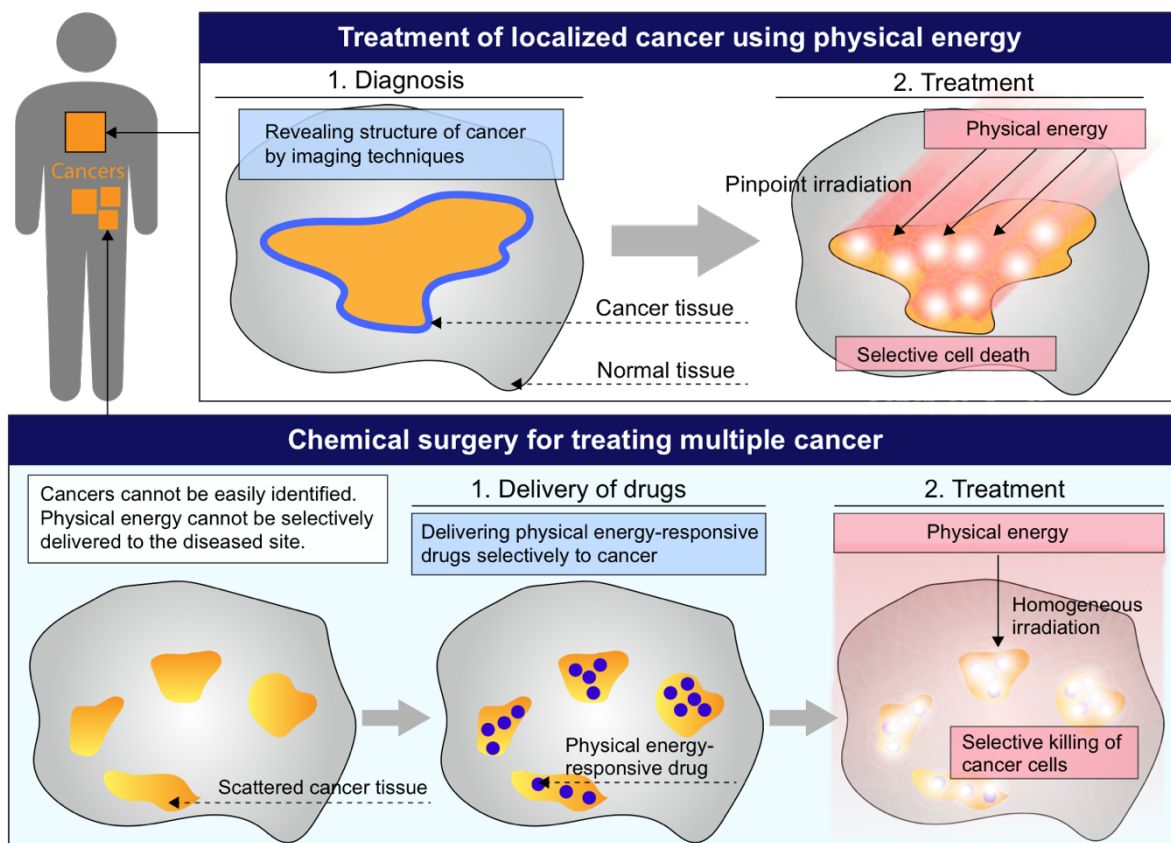 Treatment of localized cancer using physical energy
1. Diagnosis
2. Treatment
Revealing structure of cancer
by imaging techniques
Physical energy
Cancers
Pinpoint irradiation
Cancer tissue
Selective cell death
Normal tissue
Chemical surgery for treating multiple cancer
Cancers cannot be easily identified.
Physical energy cannot be selectively
delivered to the diseased site.
1. Delivery of drugs
Delivering physical energy-responsive
drugs selectively to cancer
2. Treatment
Physical energy
Homogeneous
irradiation
Scattered cancer tissue
Physical energy-
responsive drug
Selective killing of
cancer cells